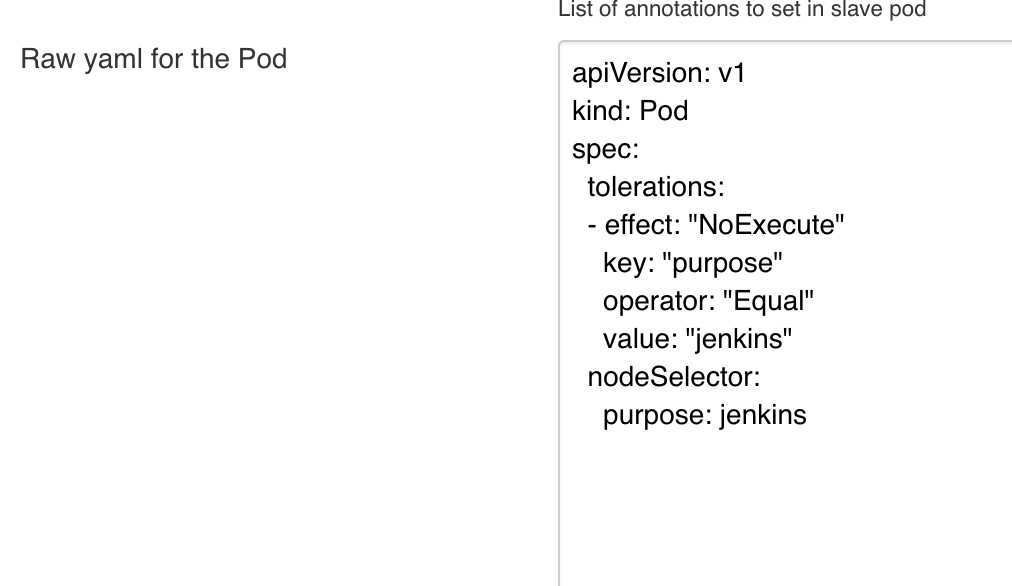 List of annotations to set in slave pod
Raw yaml for the Pod
apiVersion: v1
kind: Pod
spec:
  tolerations:
  - effect: "NoExecute"
    key: "purpose"
    operator: "Equal"
    value: "jenkins"
  nodeSelector:
    purpose: jenkins